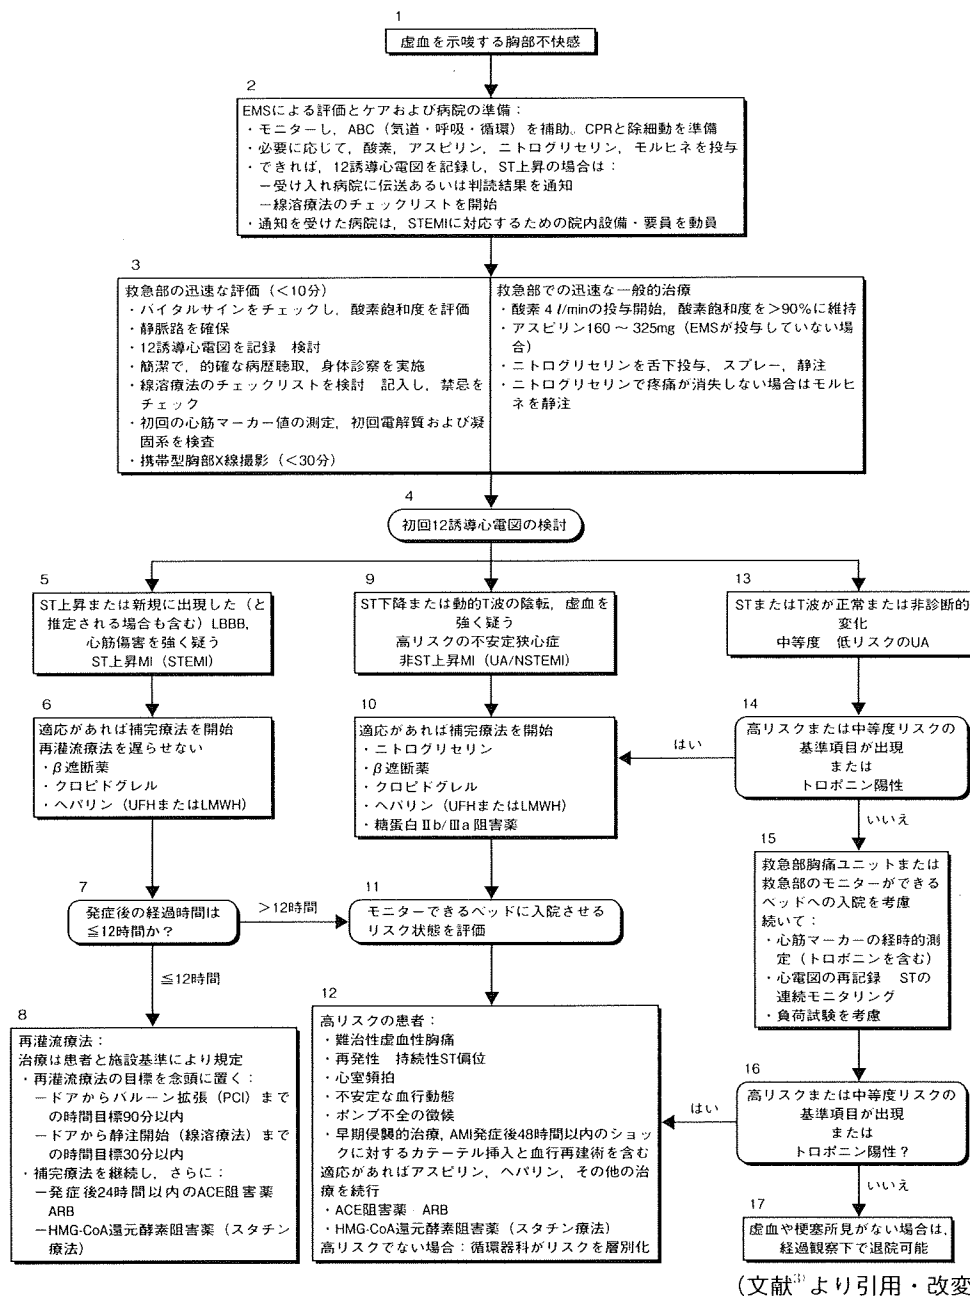 1
虚血を示唆する胸部不快感
2
EMSによる評価とケアおよび病院の準備：
・モニターし，ABC（気道・呼吸・循環）を補助。CPRと除細動を準備
・必要に応じて，酸素，アスピリン，ニトログリセリン，モルヒネを投与
・できれば，12誘導心電図を記録し，ST上昇の場合は：
－受け入れ病院に伝送あるいは判読結果を通知
－線溶療法のチェックリストを開始
・通知を受けた病院は，STEMIに対応するための院内設備・要員を動員
3
救急部の迅速な評価（<10分）
・バイタルサインをチェックし，酸素飽和度を評価
・静脈路を確保
・12誘導心電図を記録 検討
・簡潔で，的確な病歴聴取，身体診察を実施
・線溶療法のチェックリストを検討 記入し，禁忌を
チェック
・初回の心筋マーカー値の測定，初回電解質および凝
固系を検査
・携帯型胸部X線撮影（<30分）
救急部での迅速な一般的治療
・酸素 4 ℓ/minの投与開始，酸素飽和度を＞90％に維持
・アスピリン160 ～ 325mg（EMSが投与していない場
合）
・ニトログリセリンを舌下投与，スプレー，静注
・ニトログリセリンで疼痛が消失しない場合はモルヒ
ネを静注
4
初回12誘導心電図の検討
5
ST上昇または新規に出現した（と
推定される場合も含む）LBBB，
心筋傷害を強く疑う
ST上昇MI（STEMI）
9
ST下降または動的T波の陰転，虚血を
強く疑う
高リスクの不安定狭心症
非ST上昇MI（UA/NSTEMI）
13
STまたはT波が正常または非診断的
変化
中等度 低リスクのUA
6
適応があれば補完療法を開始
再灌流療法を遅らせない
・β遮断薬
・クロピドグレル
・ヘパリン（UFHまたはLMWH）
10
適応があれば補完療法を開始
・ニトログリセリン
・β遮断薬
・クロピドグレル
・ヘパリン（UFHまたはLMWH）
・糖蛋白Ⅱb/Ⅲa阻害薬
はい
14
高リスクまたは中等度リスクの
基準項目が出現
または
トロポニン陽性
いいえ
7
発症後の経過時間は
≦12時間か？
＞12時間
≦12時間
11
モニターできるベッドに入院させる
リスク状態を評価
15
救急部胸痛ユニットまたは
救急部のモニターができる
ベッドへの入院を考慮
続いて：
・心筋マーカーの経時的測
定（トロポニンを含む）
・心電図の再記録 STの
連続モニタリング
・負荷試験を考慮
8
再灌流療法：
治療は患者と施設基準により規定
・再灌流療法の目標を念頭に置く：
－ドアからバルーン拡張（PCI）まで
の時間目標90分以内
－ドアから静注開始（線溶療法）まで
の時間目標30分以内
・補完療法を継続し，さらに：
－発症後24時間以内のACE阻害薬
ARB
－HMG-CoA還元酵素阻害薬（スタチン
療法）
12
高リスクの患者：
・難治性虚血性胸痛
・再発性 持続性ST偏位
・心室頻拍
・不安定な血行動態
・ポンプ不全の徴候
・早期侵襲的治療，AMI発症後48時間以内のショッ
クに対するカテーテル挿入と血行再建術を含む
適応があればアスピリン，ヘパリン，その他の治
療を続行
・ACE阻害薬 ARB
・HMG-CoA還元酵素阻害薬（スタチン療法）
高リスクでない場合：循環器科がリスクを層別化
はい
16
高リスクまたは中等度リスクの
基準項目が出現
または
トロポニン陽性？
いいえ
17
虚血や梗塞所見がない場合は，
経過観察下で退院可能
（文献3）より引用・改変